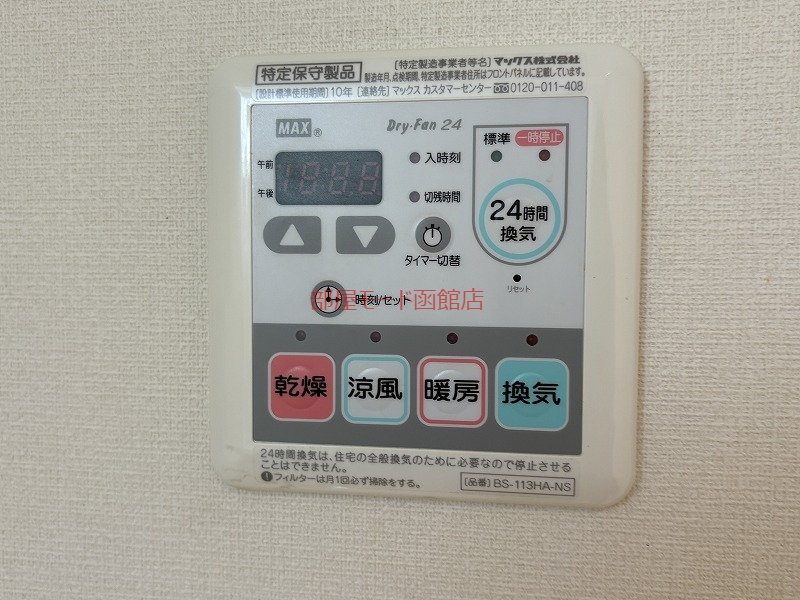 特定保守製品
[特定製造事業者等名] マックス株式会社
製造年月、点検期間、特定製造事業者住所はフロントパネルに記載しています。
[設計標準使用期間]10年 [連絡先]マックス カスタマーセンター 0120-011-408
MAX®
Dry-Fan 24
午前
午後
入時刻
切残時間
標準
一時停止
24時間
換気
タイマー切替
リセット
時刻/セット
部屋モード函館店
乾燥
涼風
暖房
換気
24時間換気は、住宅の全般換気のために必要なので停止させる
ことはできません。
❶フィルターは月1回必ず掃除をする。
[品番] BS-113HA-NS